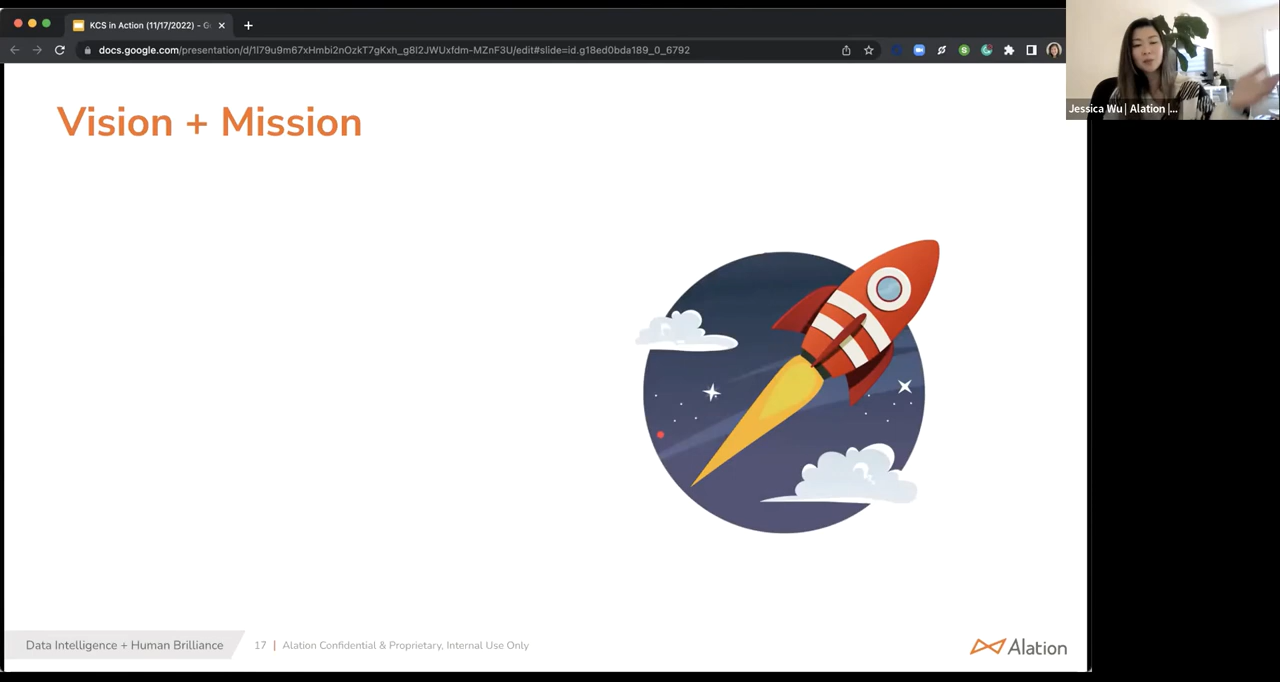 KCS in Action (11/17/2022) – G
docs.google.com/presentation/d/1l79u9m67xHmbi2nOzkT7gKxh_g8l2JWUxfdm-MZnF3U/edit#slide=id.g18ed0bda189_0_6792
Jessica Wu | Alation |...
Vision + Mission
Data Intelligence + Human Brilliance
17 | Alation Confidential & Proprietary, Internal Use Only
Alation